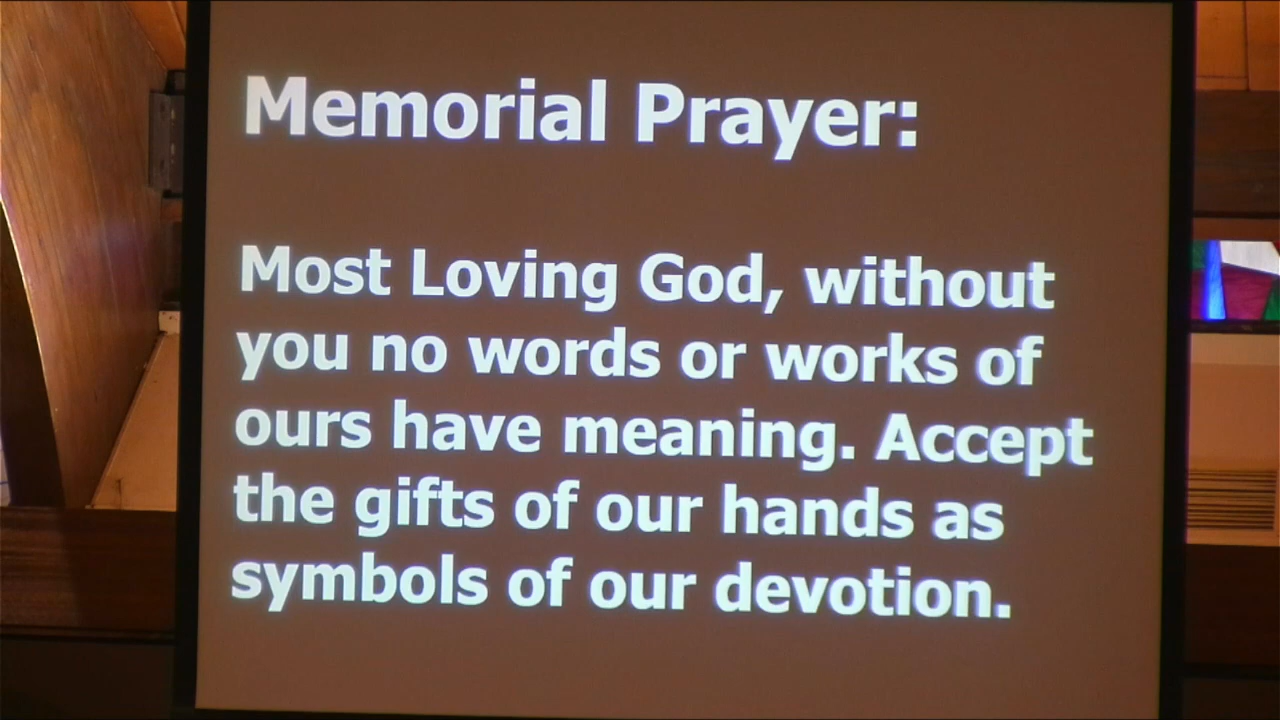 Memorial Prayer:
Most Loving God, without
you no words or works of
ours have meaning. Accept
the gifts of our hands as
symbols of our devotion.